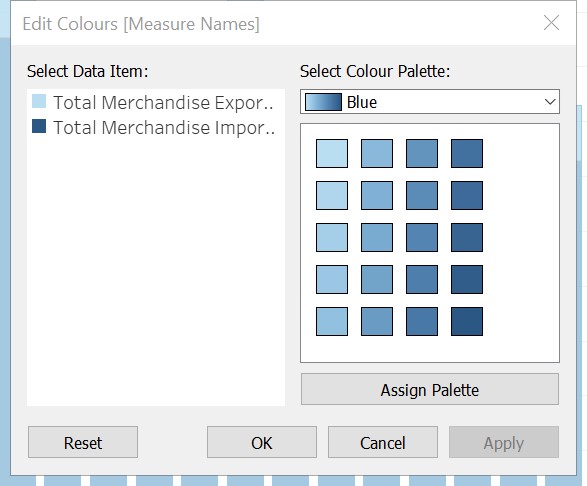 Edit Colours [Measure Names]
Select Data Item:
Total Merchandise Expor..
Total Merchandise Impor..
Select Colour Palette:
Blue
Assign Palette
Reset
OK
Cancel
Apply